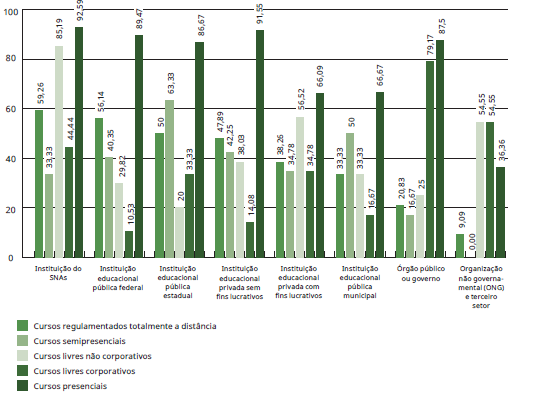 100
80
60
40
20
0
59,26
33,33
85,19
44,44
92,59
56,14
40,35
29,82
10,53
89,47
50
63,33
20
33,33
86,67
47,89
42,25
38,03
14,08
91,55
38,26
34,78
56,52
34,78
66,09
33,33
50
33,33
16,67
66,67
20,83
16,67
25
79,17
87,5
9,09
0,00
54,55
54,55
36,36
Instituição do
SNAs
Instituição
educacional
pública federal
Instituição
educacional
pública
estadual
Instituição
educacional
privada sem
fins lucrativos
Instituição
educacional
privada com
fins lucrativos
Instituição
educacional
pública
municipal
Órgão público
ou governo
Organização
não governa-
mental (ONG)
e terceiro
setor
Cursos regulamentados totalmente a distância
Cursos semipresenciais
Cursos livres não corporativos
Cursos livres corporativos
Cursos presenciais